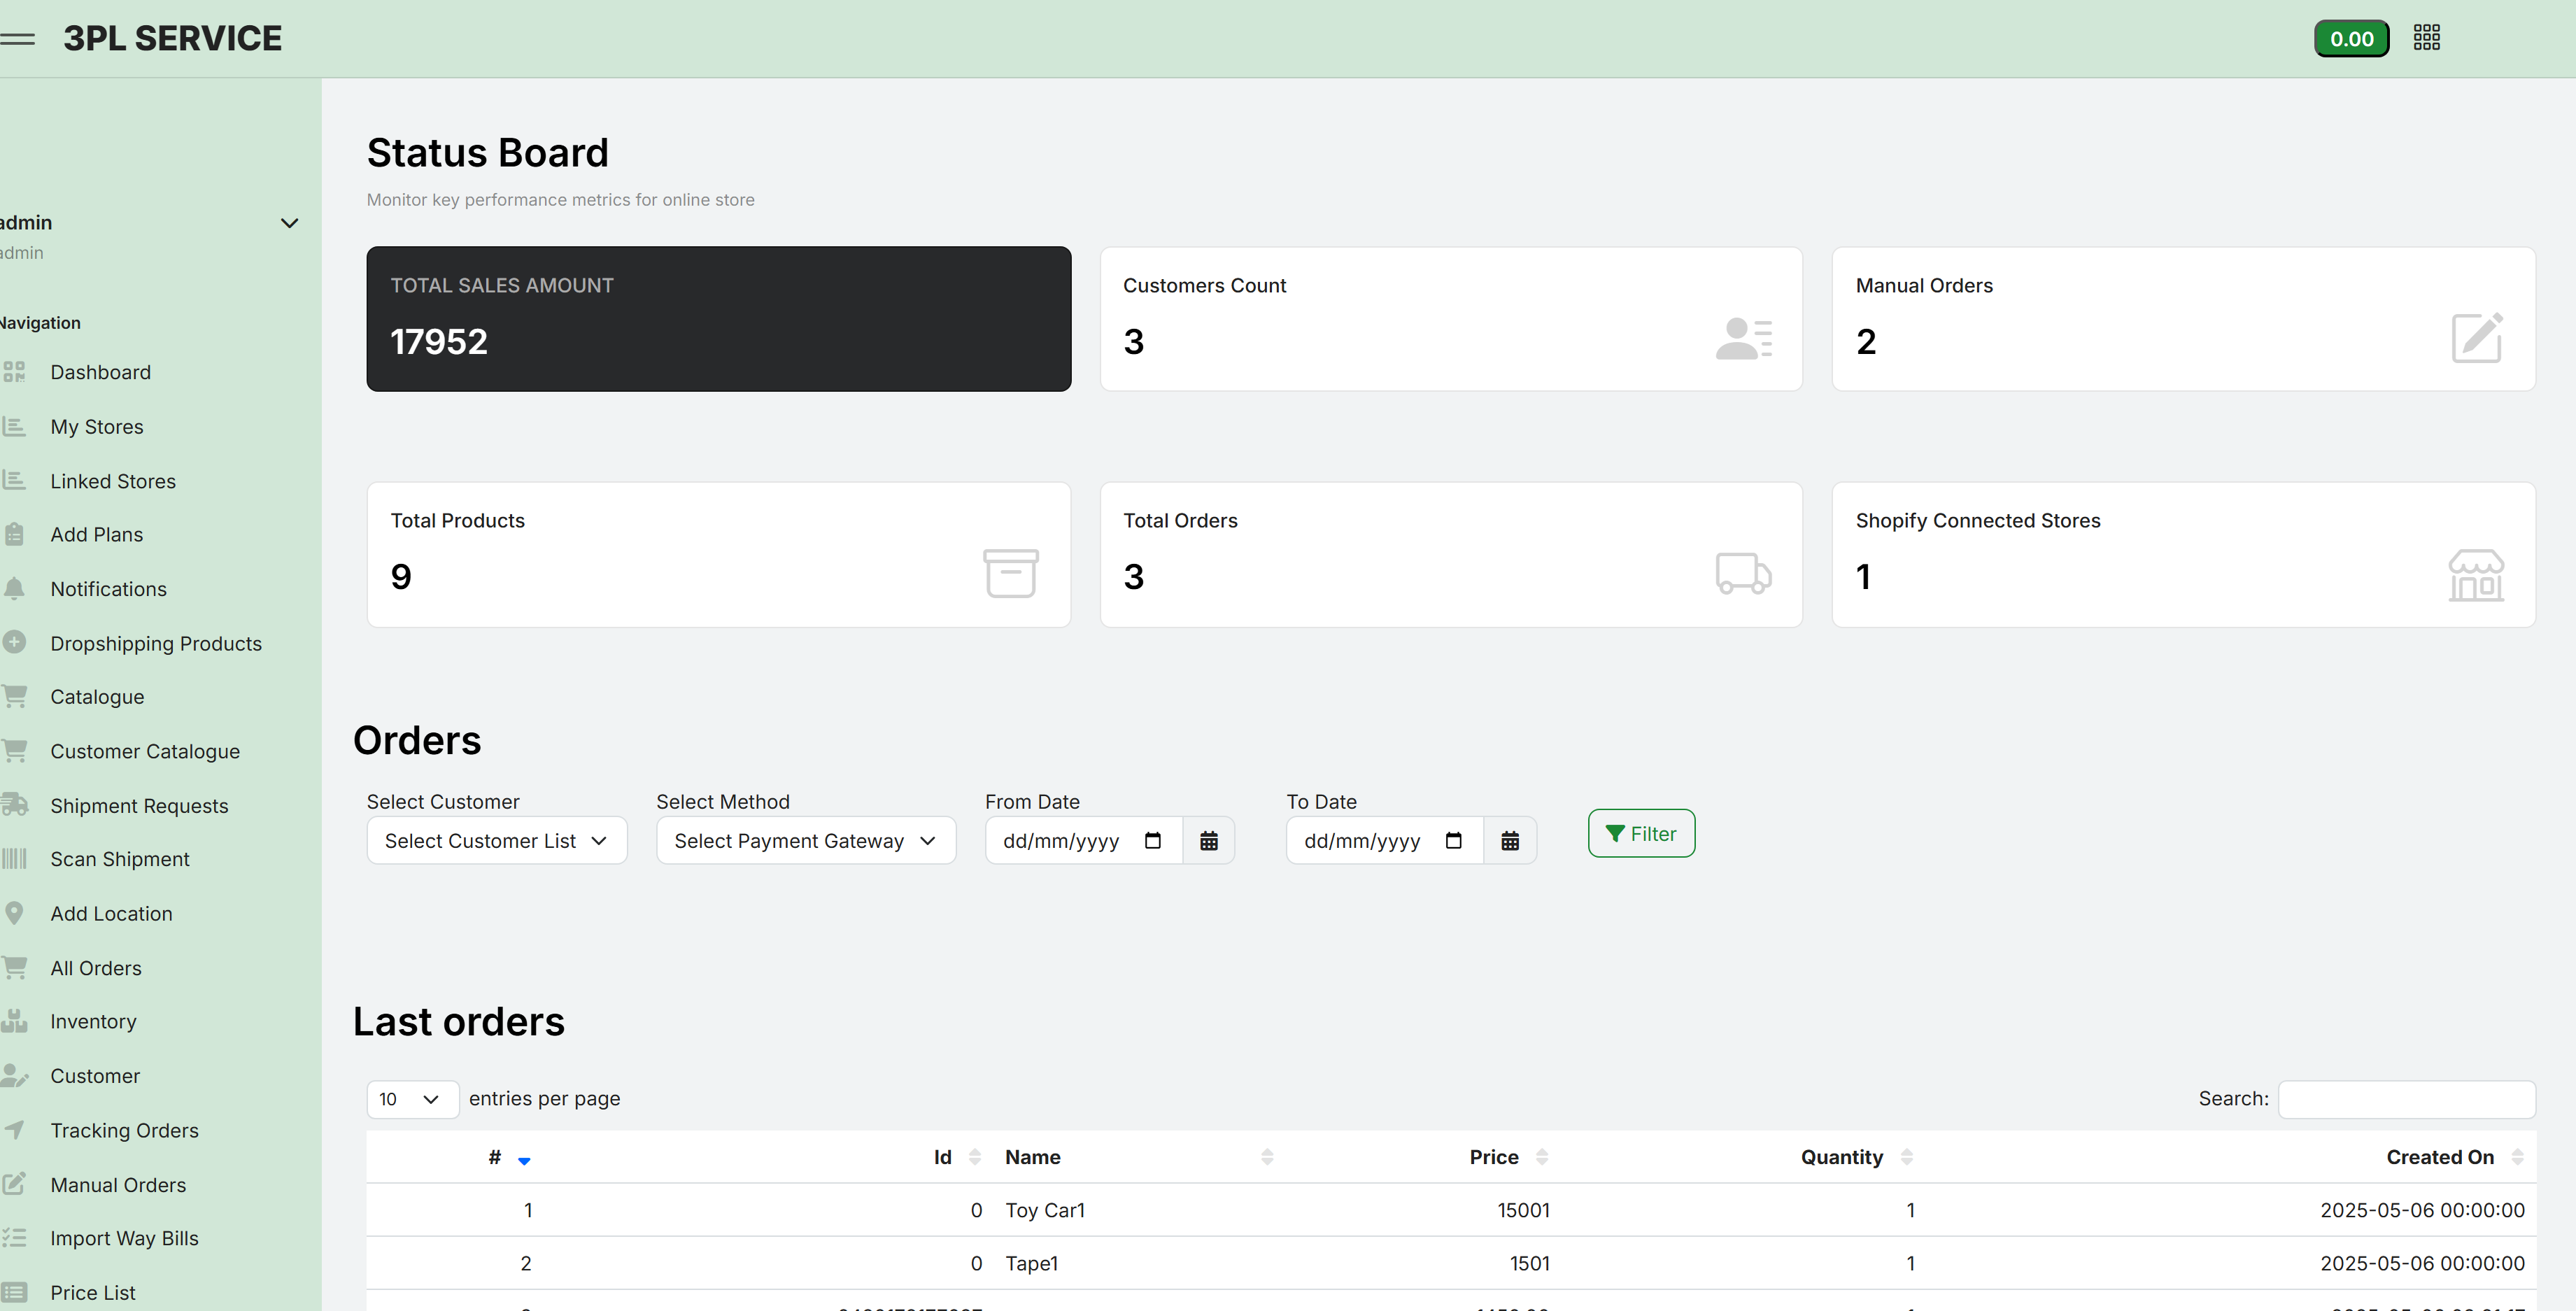 3PL SERVICE
0.00
admin
admin
Navigation
Dashboard
My Stores
Linked Stores
Add Plans
Notifications
Dropshipping Products
Catalogue
Customer Catalogue
Shipment Requests
Scan Shipment
Add Location
All Orders
Inventory
Customer
Tracking Orders
Manual Orders
Import Way Bills
Price List
Status Board
Monitor key performance metrics for online store
TOTAL SALES AMOUNT
17952
Customers Count
3
Manual Orders
2
Total Products
9
Total Orders
3
Shopify Connected Stores
1
Orders
Select Customer
Select Customer List
Select Method
Select Payment Gateway
From Date
dd/mm/yyyy
To Date
dd/mm/yyyy
Filter
Last orders
10 entries per page
Search:
# Id Name Price Quantity Created On
1 0 Toy Car1 15001 1 2025-05-06 00:00:00
2 0 Tape1 1501 1 2025-05-06 00:00:00